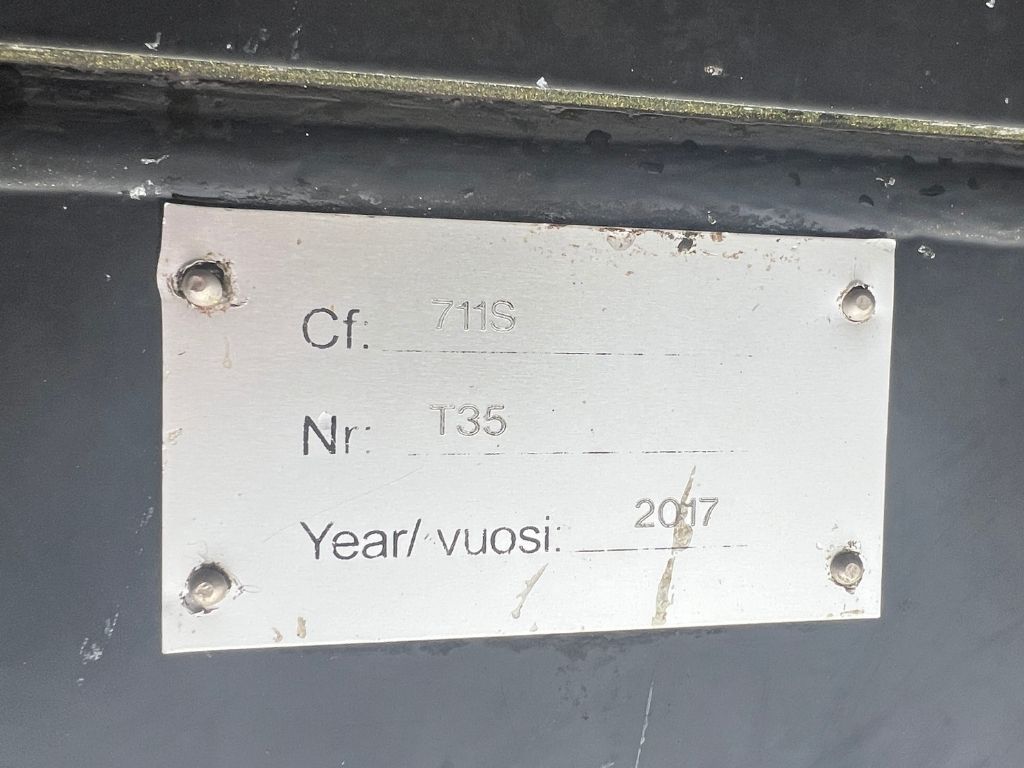 Cf: 711S
Nr: T35
Year/ vuosi: 2017